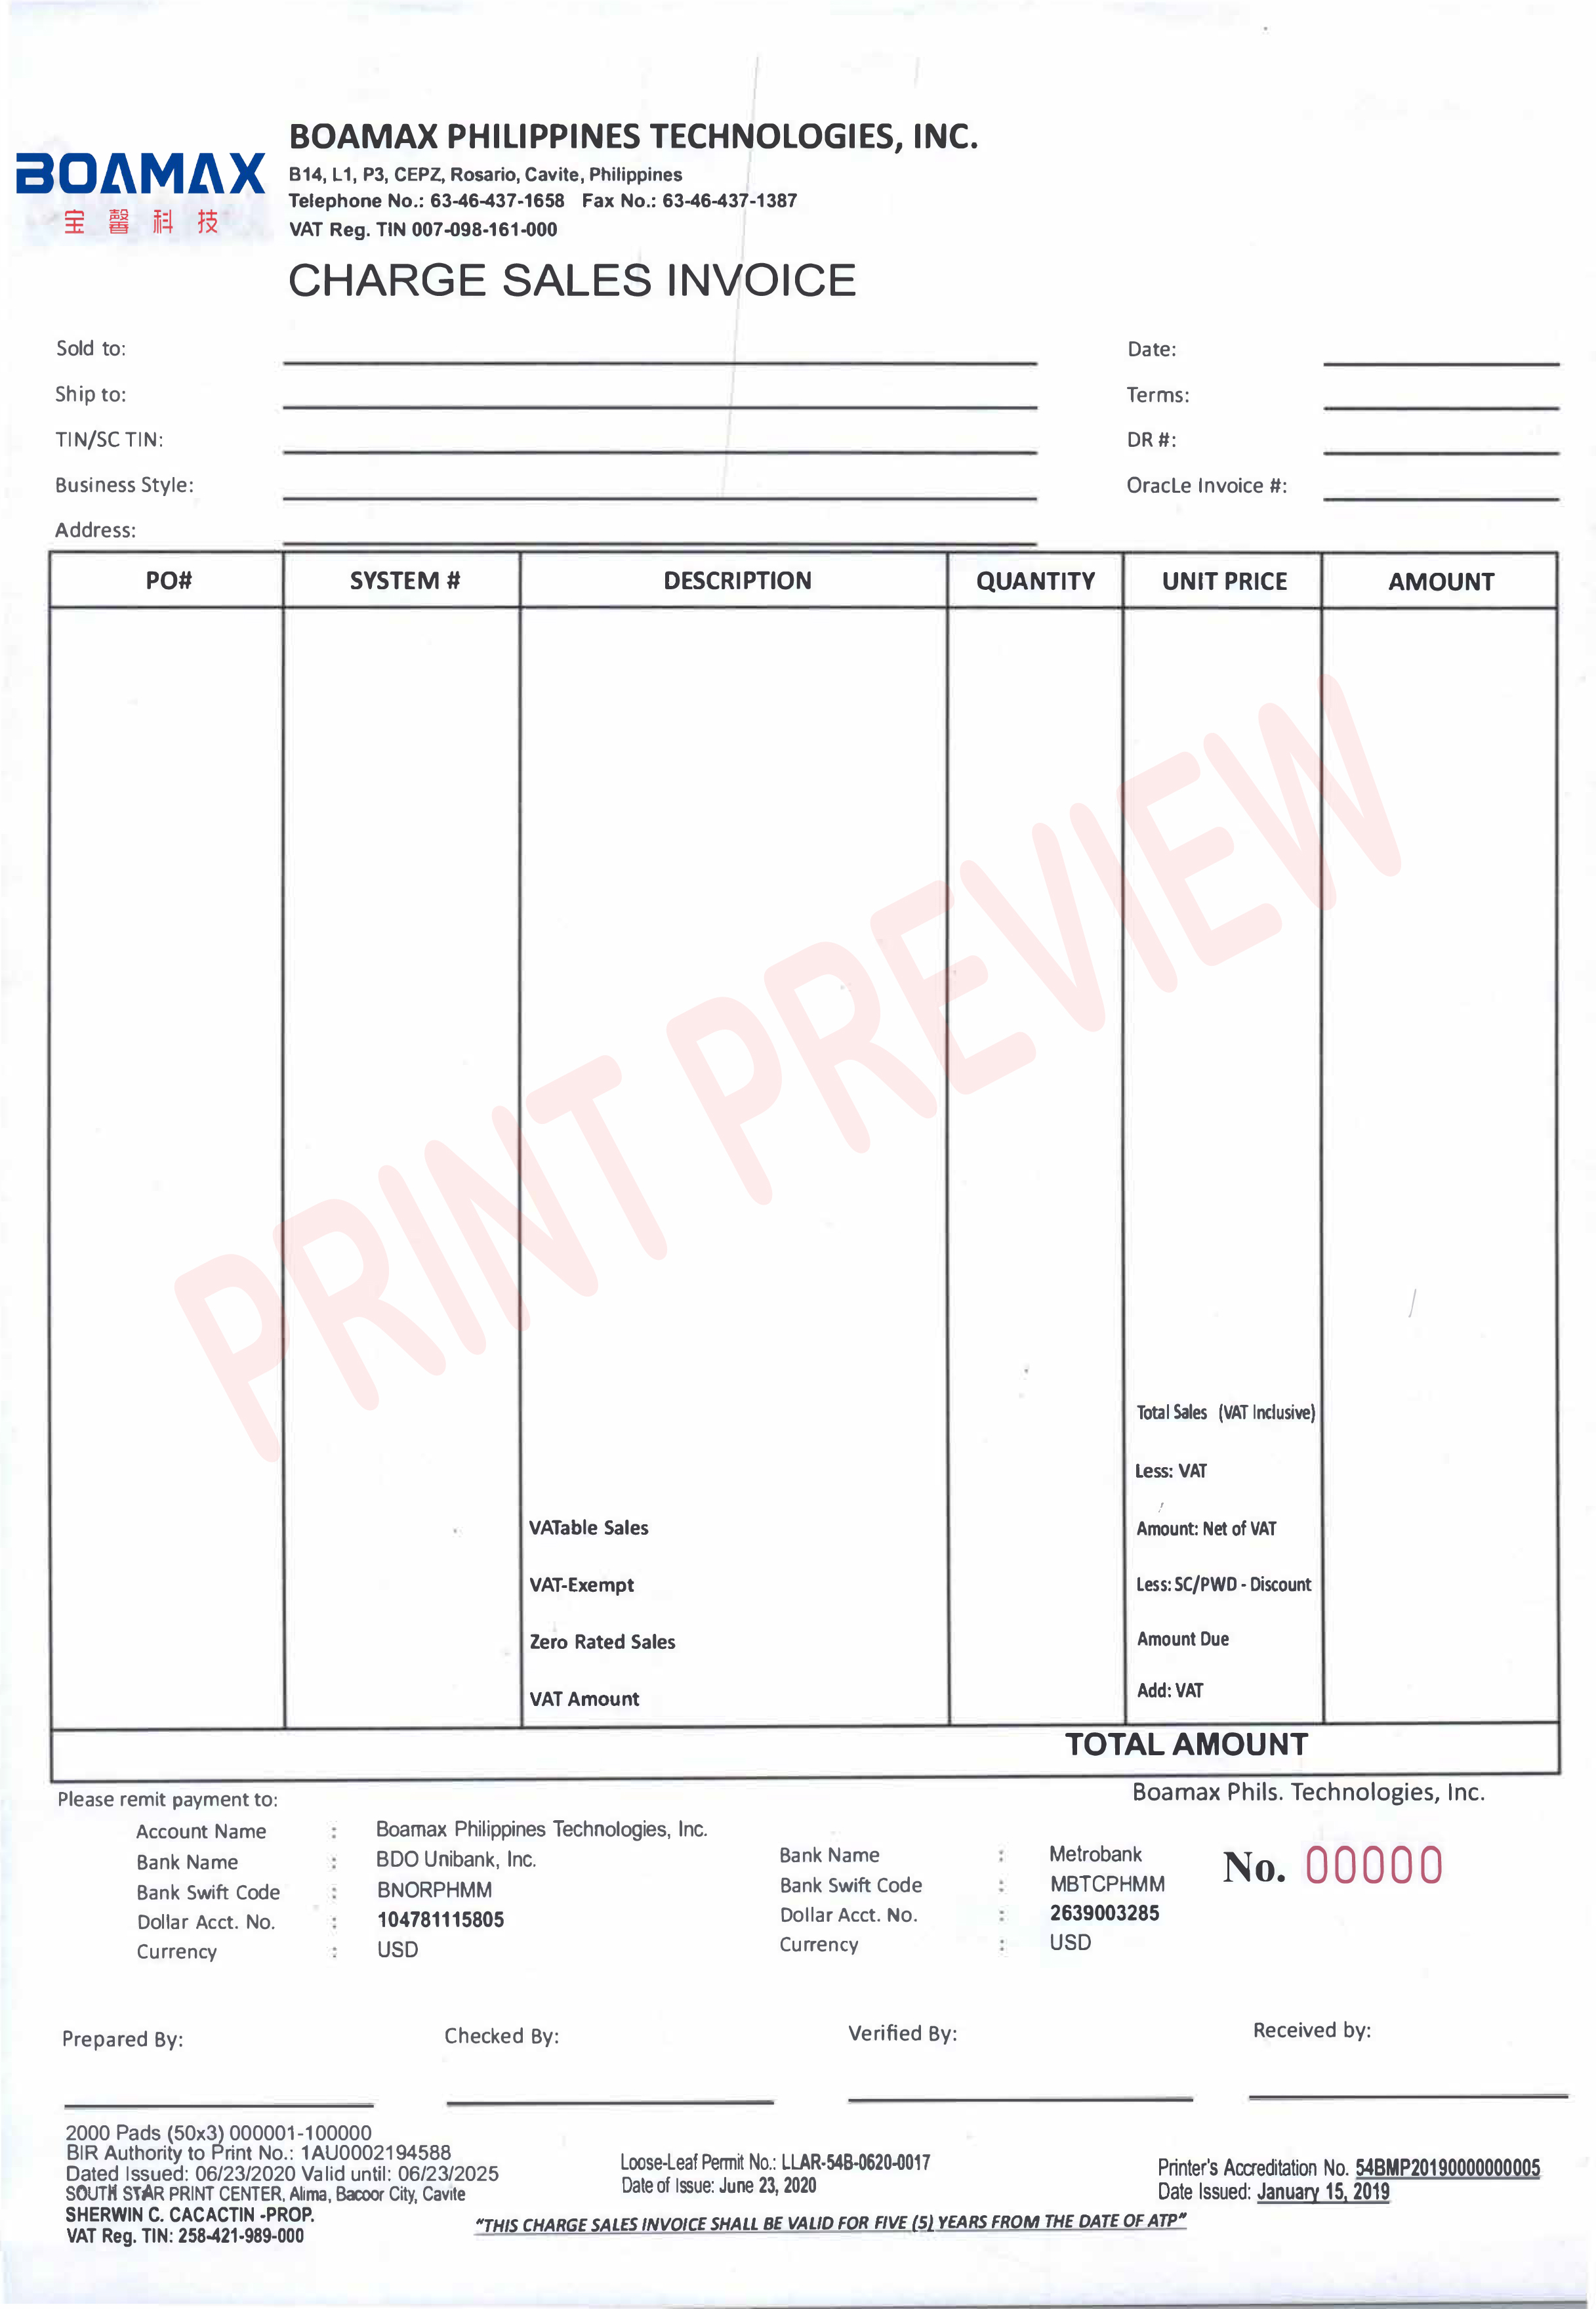 BOAMAX
宝馨科技
BOAMAX PHILIPPINES TECHNOLOGIES, INC.
B14, L1, P3, CEPZ, Rosario, Cavite, Philippines
Telephone No.: 63-46-437-1658 Fax No.: 63-46-437-1387
VAT Reg. TIN 007-098-161-000
CHARGE SALES INVOICE
Sold to: Date:
Ship to: Terms:
TIN/SC TIN: DR #:
Business Style: OracLe Invoice #:
Address:
PO# SYSTEM # DESCRIPTION QUANTITY UNIT PRICE AMOUNT
PRINT PREVIEW
Total Sales (VAT Inclusive)
Less: VAT
VATable Sales Amount: Net of VAT
VAT-Exempt Less: SC/PWD - Discount
Zero Rated Sales Amount Due
VAT Amount Add: VAT
TOTAL AMOUNT
Please remit payment to: Boamax Phils. Technologies, Inc.
Account Name : Boamax Philippines Technologies, Inc.
Bank Name : BDO Unibank, Inc. Bank Name : Metrobank
Bank Swift Code : BNORPHMM Bank Swift Code : MBTCPHMM
Dollar Acct. No. : 104781115805 Dollar Acct. No. : 2639003285
Currency : USD Currency : USD
No. 00000
Prepared By: Checked By: Verified By: Received by:
2000 Pads (50x3) 000001-100000
BIR Authority to Print No.: 1AU0002194588
Dated Issued: 06/23/2020 Valid until: 06/23/2025
SOUTH STAR PRINT CENTER, Alima, Bacoor City, Cavite
SHERWIN C. CACACTIN -PROP.
VAT Reg. TIN: 258-421-989-000
Loose-Leaf Permit No.: LLAR-54B-0620-0017
Date of Issue: June 23, 2020
Printer's Accreditation No. 54BMP20190000000005
Date Issued: January 15, 2019
"THIS CHARGE SALES INVOICE SHALL BE VALID FOR FIVE (5) YEARS FROM THE DATE OF ATP"